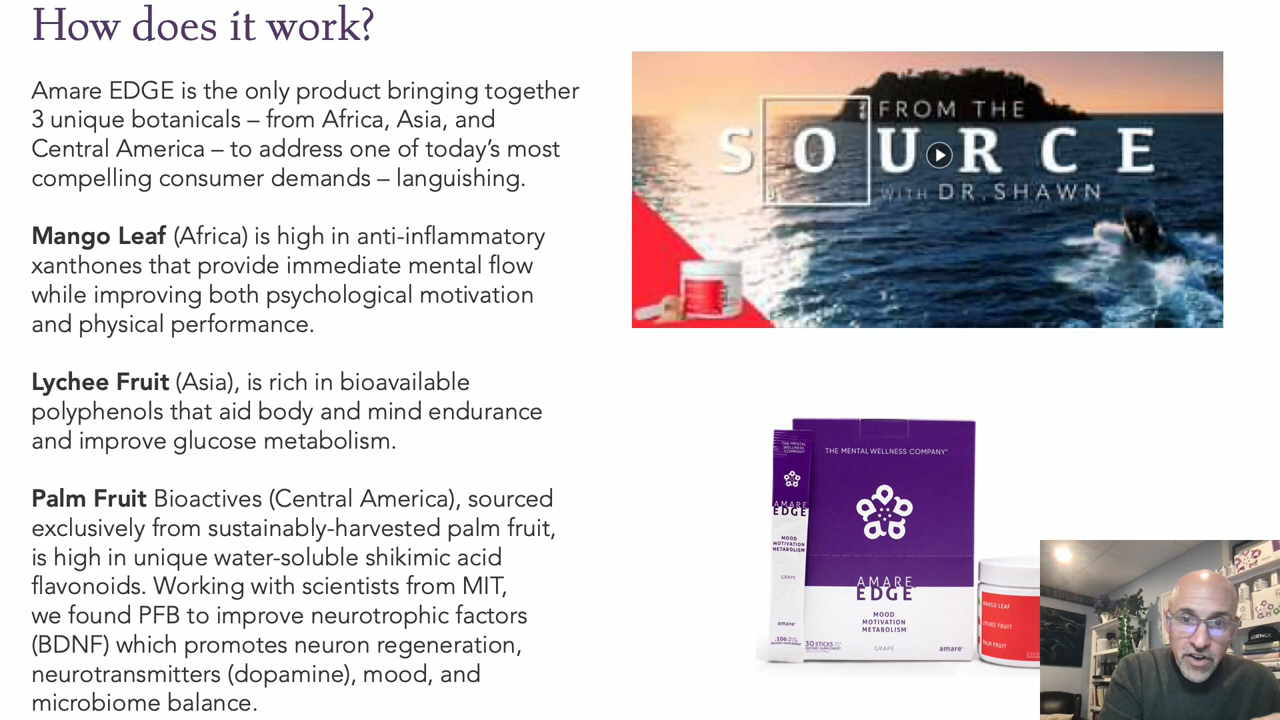 How does it work?
Amare EDGE is the only product bringing together
3 unique botanicals – from Africa, Asia, and
Central America – to address one of today’s most
compelling consumer demands – languishing.
Mango Leaf (Africa) is high in anti-inflammatory
xanthones that provide immediate mental flow
while improving both psychological motivation
and physical performance.
Lychee Fruit (Asia), is rich in bioavailable
polyphenols that aid body and mind endurance
and improve glucose metabolism.
Palm Fruit Bioactives (Central America), sourced
exclusively from sustainably-harvested palm fruit,
is high in unique water-soluble shikimic acid
flavonoids. Working with scientists from MIT,
we found PFB to improve neurotrophic factors
(BDNF) which promotes neuron regeneration,
neurotransmitters (dopamine), mood, and
microbiome balance.
FROM THE
SOURCE
WITH DR. SHAWN
THE MENTAL WELLNESS COMPANY
AMARE
EDGE
MOOD
MOTIVATION
METABOLISM
GRAPE
amare
30 STICKS
THE MENTAL
WELLNESS
COMPANY
AMARE
EDGE
MOOD
MOTIVATION
METABOLISM
GRAPE
amare
MANGO LEAF
LYCHEE FRUIT
PALM FRUIT